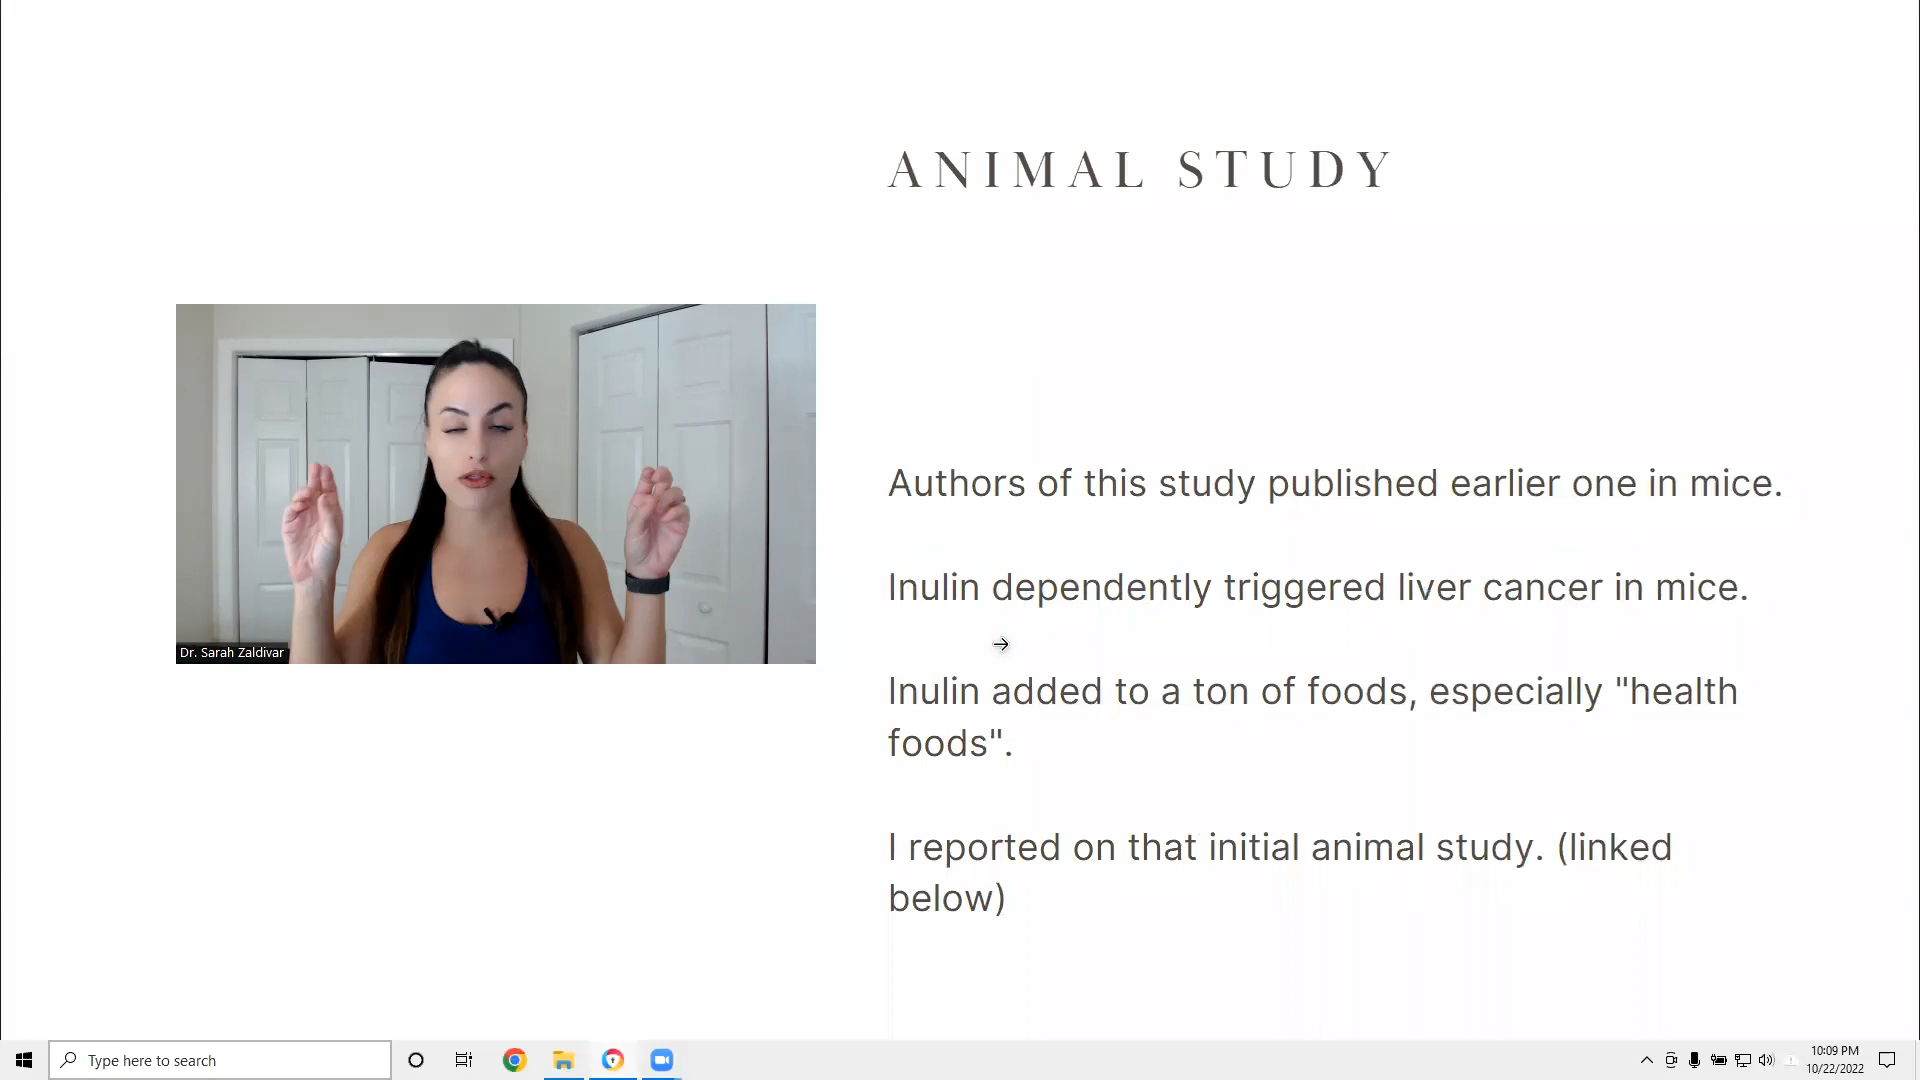 ANIMAL STUDY
Authors of this study published earlier one in mice.
Inulin dependently triggered liver cancer in mice.
Inulin added to a ton of foods, especially "health
foods".
I reported on that initial animal study. (linked
below)
Dr. Sarah Zaldivar
Type here to search
10:09 PM
10/22/2022